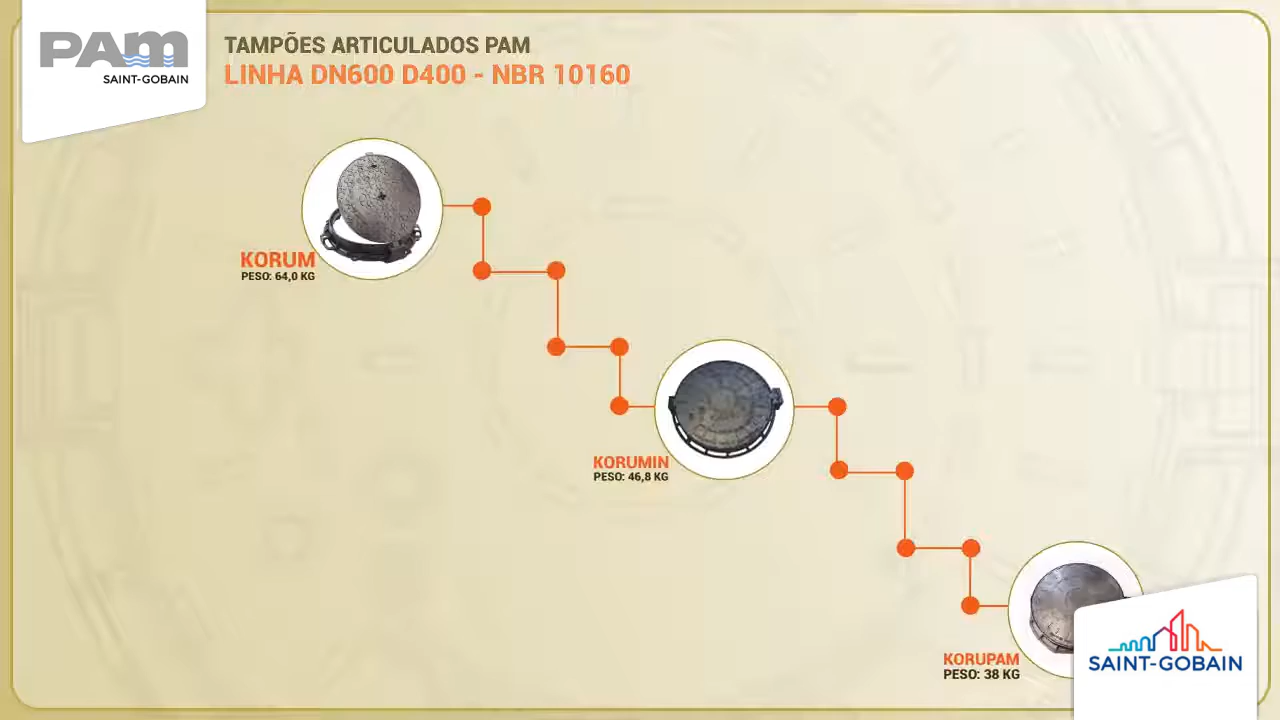 PAM
SAINT-GOBAIN
TAMPÕES ARTICULADOS PAM
LINHA DN600 D400 - NBR 10160
KORUM
PESO: 64,0 KG
KORUMIN
PESO: 46,8 KG
KORUPAM
PESO: 38 KG
SAINT-GOBAIN